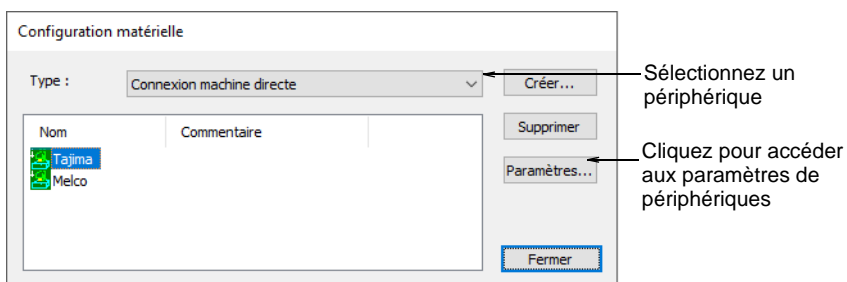 Configuration matérielle
Type :
Connexion machine directe
Créer...
Sélectionnez un
périphérique
Nom
Commentaire
Supprimer
Tajima
Melco
Paramètres...
Cliquez pour accéder
aux paramètres de
périphériques
Fermer